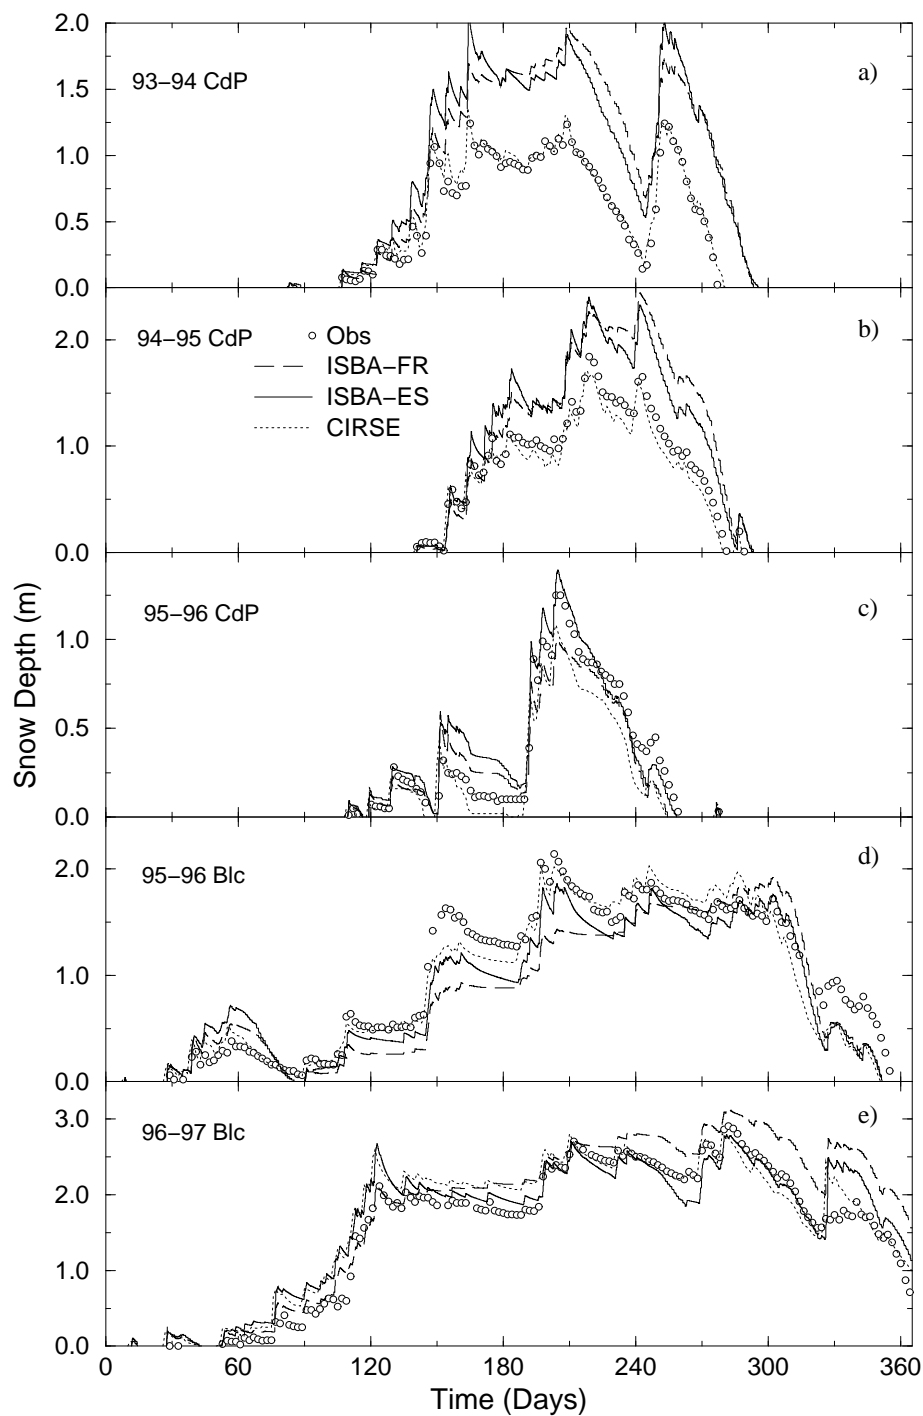 2.0
93−94 CdP
a)
1.5
1.0
0.5
0.0
94−95 CdP
Obs
b)
2.0
ISBA−FR
ISBA−ES
CIRSE
1.0
0.0
95−96 CdP
c)
1.0
Snow Depth (m)
0.5
0.0
95−96 Blc
d)
2.0
1.0
0.0
96−97 Blc
e)
3.0
2.0
1.0
0.0
0 60 120 180 240 300 360
Time (Days)